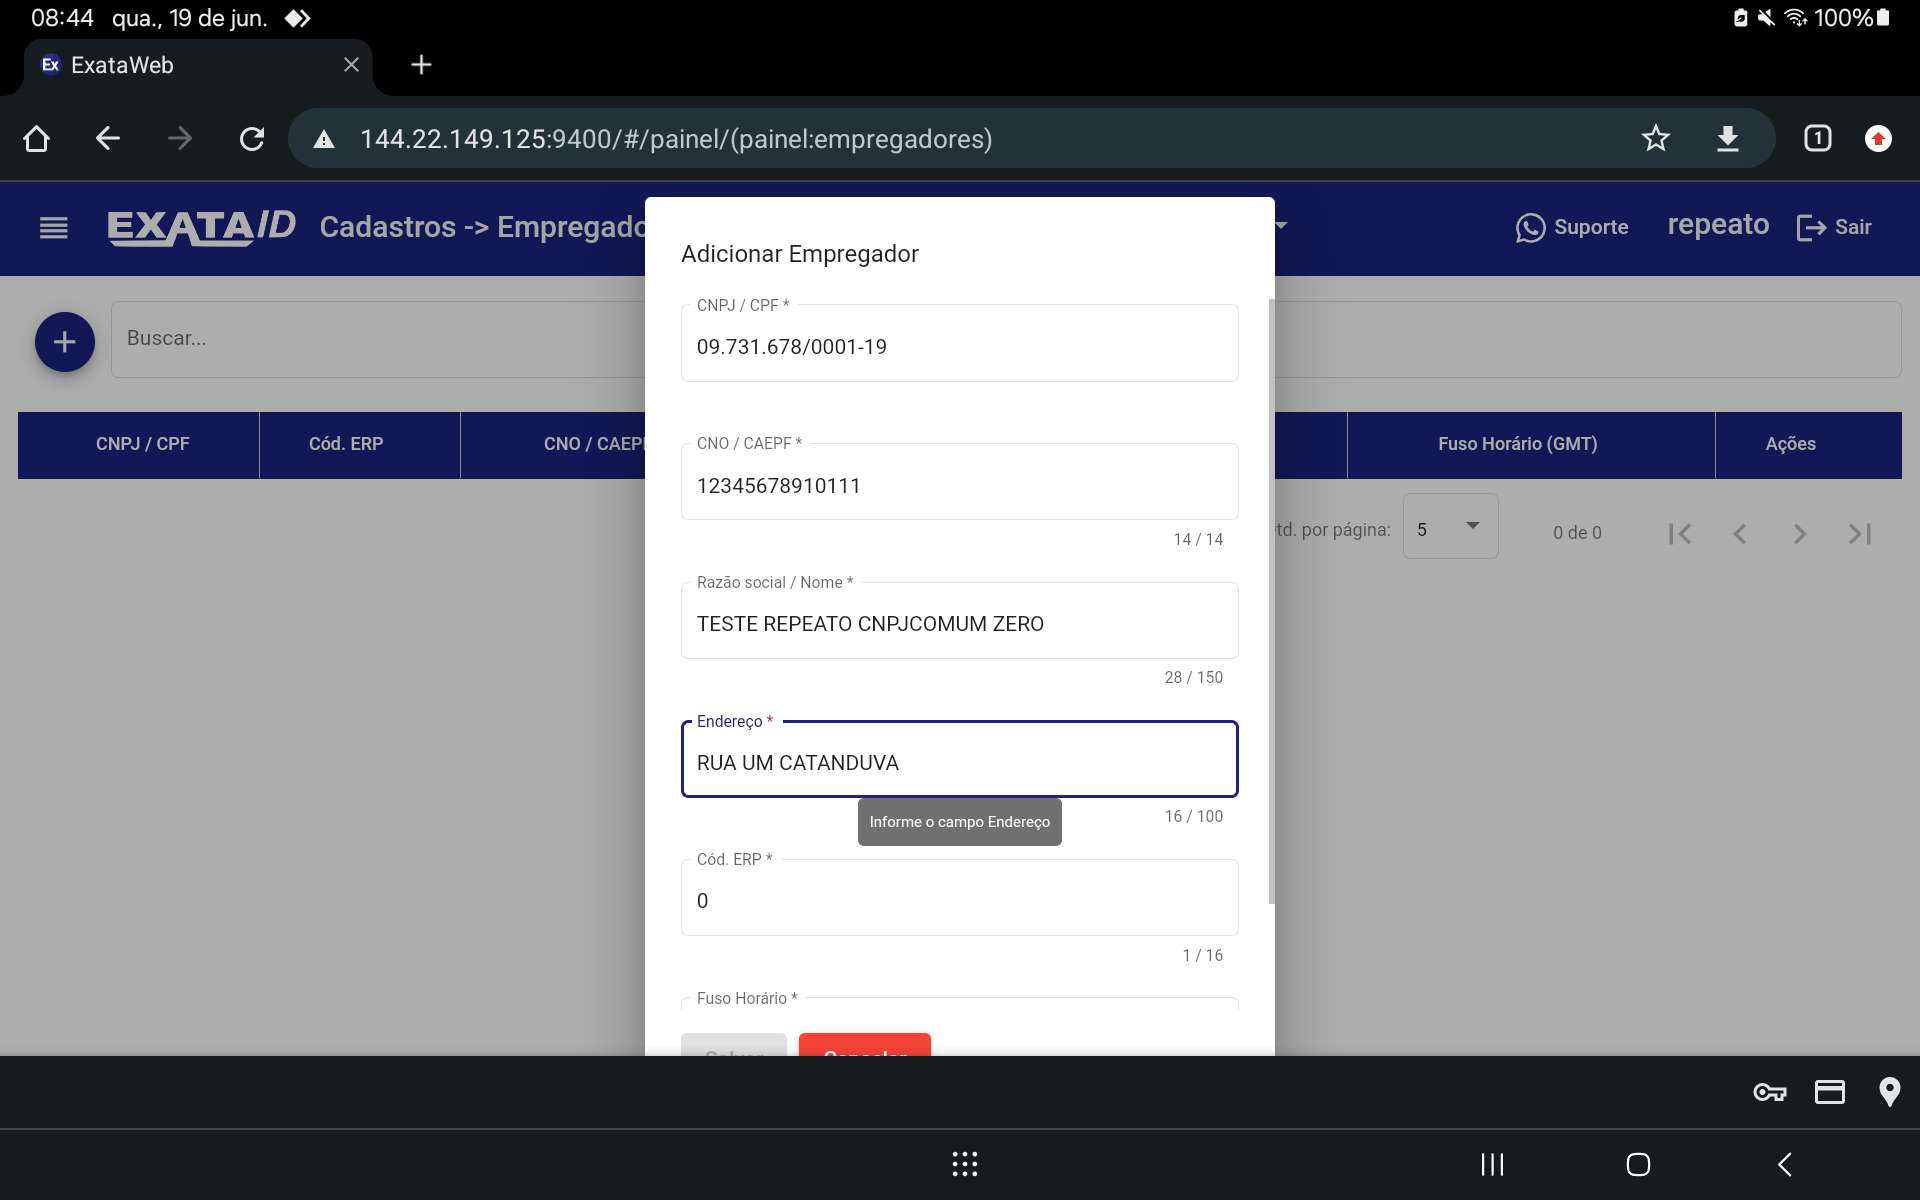 08:44 qua., 19 de jun. 100%
Ex ExataWeb
144.22.149.125:9400/#/painel/(painel:empregadores) 1
EXATAID Cadastros -> Empregado Suporte repeato Sair
Adicionar Empregador
CNPJ / CPF *
09.731.678/0001-19
Buscar...
CNPJ / CPF Cód. ERP CNO / CAEP Fuso Horário (GMT) Ações
CNO / CAEPF *
12345678910111
14 / 14
td. por página: 5 0 de 0
Razão social / Nome *
TESTE REPEATO CNPJCOMUM ZERO
28 / 150
Endereço *
RUA UM CATANDUVA
16 / 100
Informe o campo Endereço
Cód. ERP *
0
1 / 16
Fuso Horário *
Salvar Cancelar